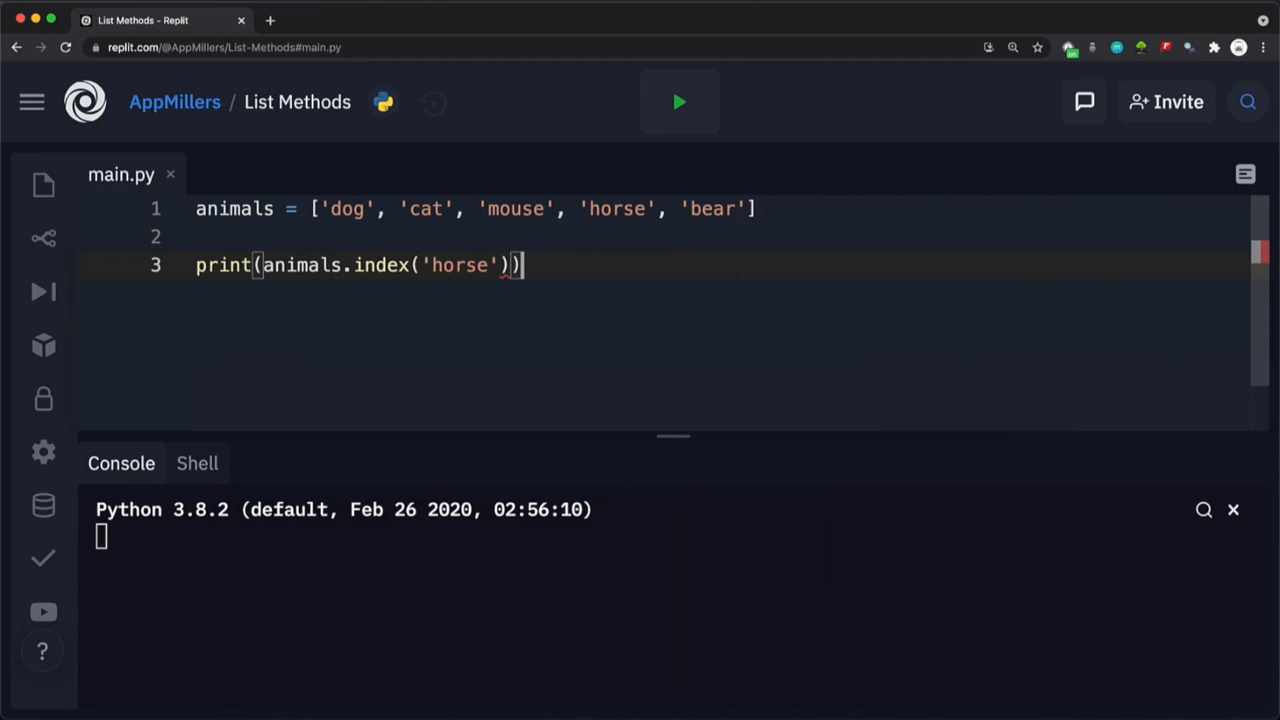 List Methods - Replit
replit.com/@AppMillers/List-Methods#main.py
AppMillers / List Methods
Invite
main.py
1 animals = ['dog', 'cat', 'mouse', 'horse', 'bear']
2
3 print(animals.index('horse'))
Console Shell
Python 3.8.2 (default, Feb 26 2020, 02:56:10)
?